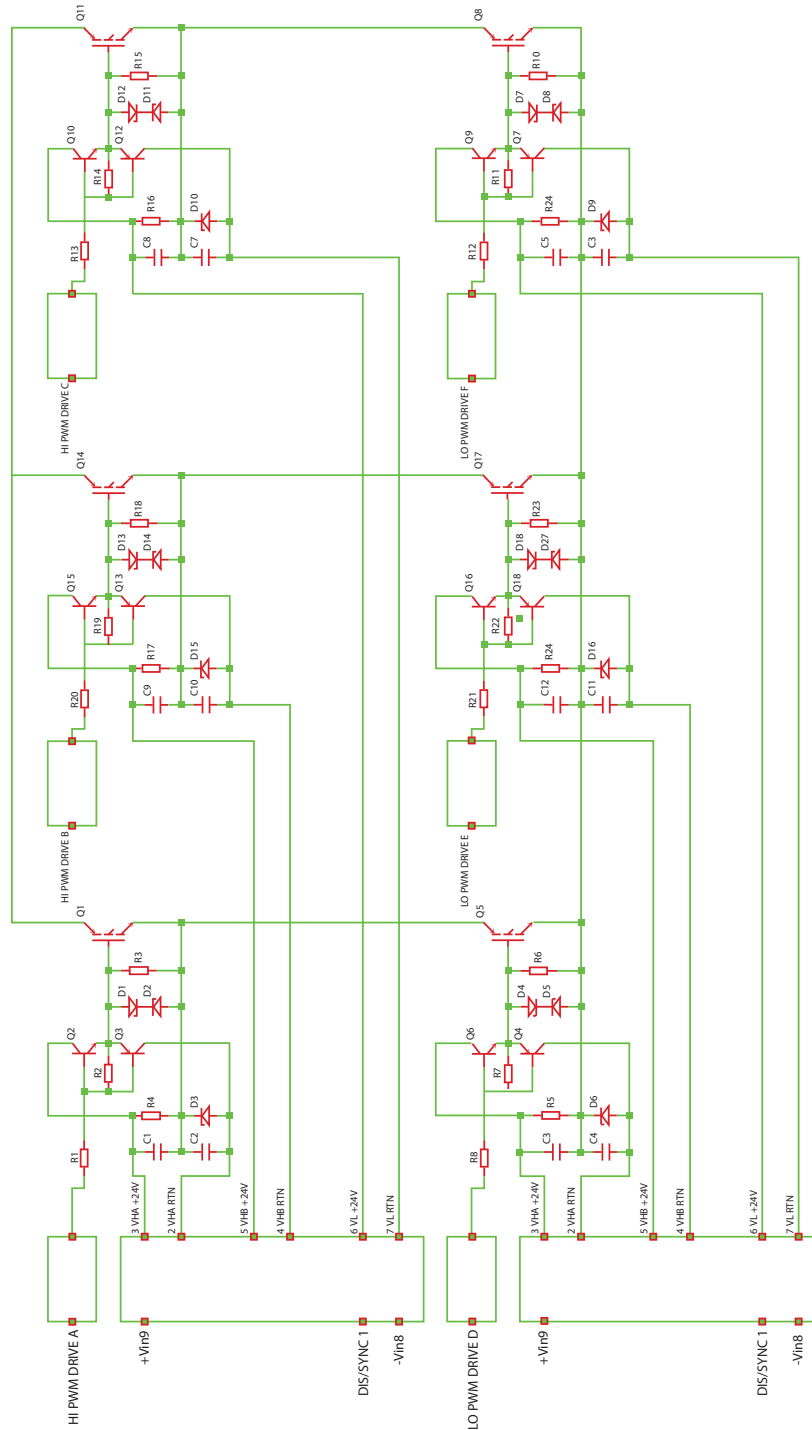 Q11
Q8
R15
R10
D12
D11
D7
D8
Q10
Q12
Q9
Q7
R14
R11
R16
D10
R24
D9
R13
C8
C7
R12
C5
C3
HI PWM DRIVE C
LO PWM DRIVE F
Q14
Q17
R18
R23
D13
D14
D18
D27
Q15
Q13
Q16
Q18
R19
R22
R17
D15
R24
D16
R20
C9
C10
R21
C12
C11
HI PWM DRIVE B
LO PWM DRIVE E
Q1
Q5
R3
R6
D1
D2
D4
D5
Q2
Q3
Q6
Q4
R2
R7
R4
D3
R5
D6
R1
C1
C2
R8
C3
C4
3 VHA +24V
2 VHA RTN
5 VHB +24V
4 VHB RTN
6 VL +24V
7 VL RTN
3 VHA +24V
2 VHA RTN
5 VHB +24V
4 VHB RTN
6 VL +24V
7 VL RTN
HI PWM DRIVE A
+Vin9
DIS/SYNC 1
-Vin8
LO PWM DRIVE D
+Vin9
DIS/SYNC 1
-Vin8